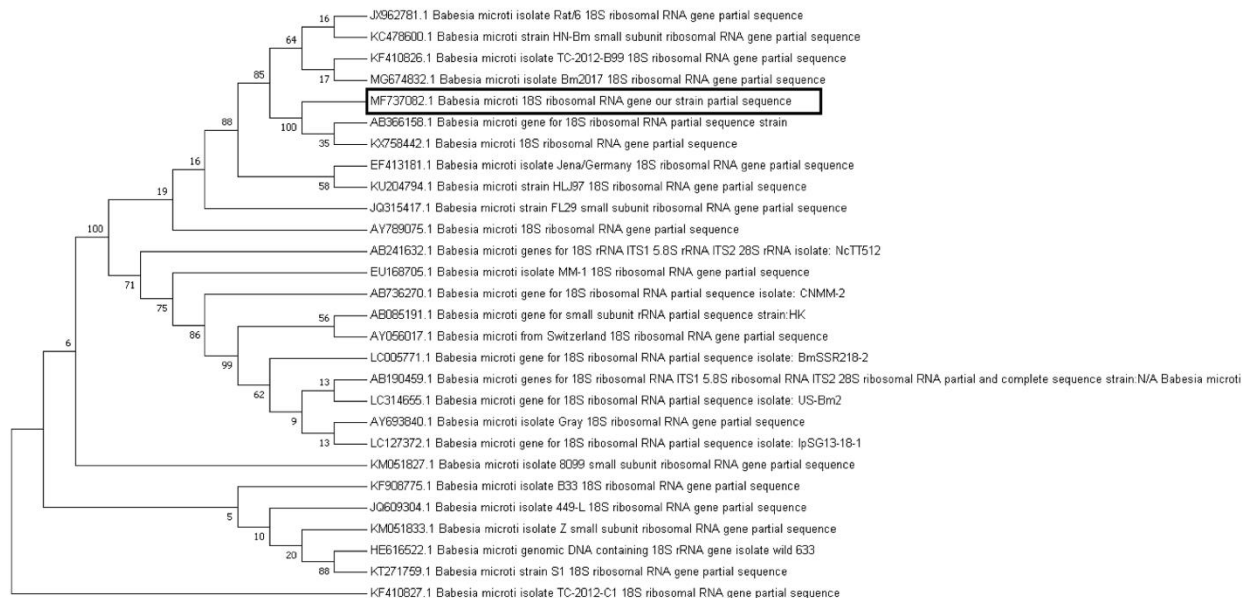 16
JX962781.1 Babesia microti isolate Rat/6 18S ribosomal RNA gene partial sequence
64
KC478600.1 Babesia microti strain HN-Bm small subunit ribosomal RNA gene partial sequence
KF410826.1 Babesia microti isolate TC-2012-B99 18S ribosomal RNA gene partial sequence
85
17
MG674832.1 Babesia microti isolate Bm2017 18S ribosomal RNA gene partial sequence
MF737082.1 Babesia microti 18S ribosomal RNA gene our strain partial sequence
88
100
AB366158.1 Babesia microti gene for 18S ribosomal RNA partial sequence strain
35
KX758442.1 Babesia microti 18S ribosomal RNA gene partial sequence
16
EF413181.1 Babesia microti isolate Jena/Germany 18S ribosomal RNA gene partial sequence
58
KU204794.1 Babesia microti strain HLJ97 18S ribosomal RNA gene partial sequence
19
JQ315417.1 Babesia microti strain FL29 small subunit ribosomal RNA gene partial sequence
100
AY789075.1 Babesia microti 18S ribosomal RNA gene partial sequence
AB241632.1 Babesia microti genes for 18S rRNA ITS1 5.8S rRNA ITS2 28S rRNA isolate: NcTT512
71
EU168705.1 Babesia microti isolate MM-1 18S ribosomal RNA gene partial sequence
75
AB736270.1 Babesia microti gene for 18S ribosomal RNA partial sequence isolate: CNMM-2
86
56
AB085191.1 Babesia microti gene for small subunit rRNA partial sequence strain:HK
AY056017.1 Babesia microti from Switzerland 18S ribosomal RNA gene partial sequence
6
99
LC005771.1 Babesia microti gene for 18S ribosomal RNA partial sequence isolate: BmSSR218-2
62
13
AB190459.1 Babesia microti genes for 18S ribosomal RNA ITS1 5.8S ribosomal RNA ITS2 28S ribosomal RNA partial and complete sequence strain:N/A Babesia microti
LC314655.1 Babesia microti gene for 18S ribosomal RNA partial sequence isolate: US-Bm2
9
AY693840.1 Babesia microti isolate Gray 18S ribosomal RNA gene partial sequence
13
LC127372.1 Babesia microti gene for 18S ribosomal RNA partial sequence isolate: IpSG13-18-1
KM051827.1 Babesia microti isolate 8099 small subunit ribosomal RNA gene partial sequence
KF908775.1 Babesia microti isolate B33 18S ribosomal RNA gene partial sequence
5
JQ609304.1 Babesia microti isolate 449-L 18S ribosomal RNA gene partial sequence
10
KM051833.1 Babesia microti isolate Z small subunit ribosomal RNA gene partial sequence
20
HE616522.1 Babesia microti genomic DNA containing 18S rRNA gene isolate wild 633
88
KT271759.1 Babesia microti strain S1 18S ribosomal RNA gene partial sequence
KF410827.1 Babesia microti isolate TC-2012-C1 18S ribosomal RNA gene partial sequence